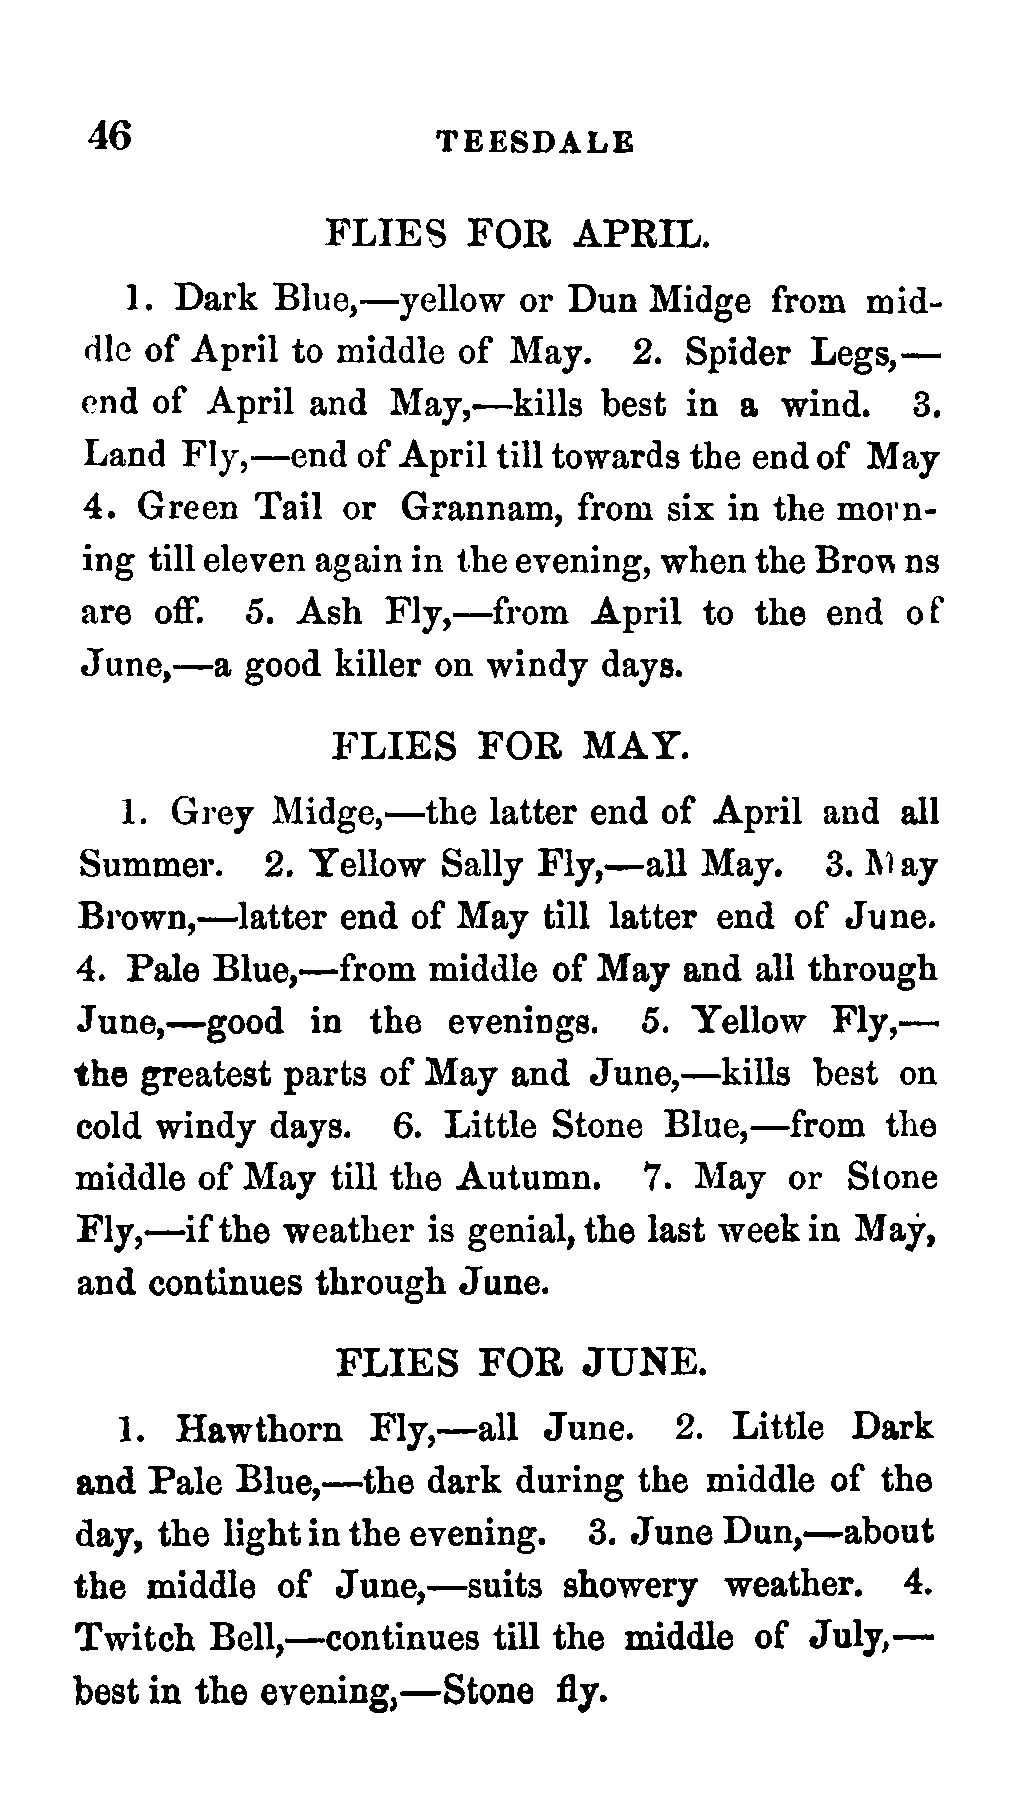 46 TEESDALE
FLIES FOR APRIL.
1. Dark Blue,—yellow or Dun Midge from mid-
dle of April to middle of May. 2. Spider Legs,—
end of April and May,—kills best in a wind. 3.
Land Fly,—end of April till towards the end of May
4. Green Tail or Grannam, from six in the morn-
ing till eleven again in the evening, when the Browns
are off. 5. Ash Fly,—from April to the end of
June,—a good killer on windy days.
FLIES FOR MAY.
1. Grey Midge,—the latter end of April and all
Summer. 2. Yellow Sally Fly,—all May. 3. May
Brown,—latter end of May till latter end of June.
4. Pale Blue,—from middle of May and all through
June,—good in the evenings. 5. Yellow Fly,—
the greatest parts of May and June,—kills best on
cold windy days. 6. Little Stone Blue,—from the
middle of May till the Autumn. 7. May or Stone
Fly,—if the weather is genial, the last week in May,
and continues through June.
FLIES FOR JUNE.
1. Hawthorn Fly,—all June. 2. Little Dark
and Pale Blue,—the dark during the middle of the
day, the light in the evening. 3. June Dun,—about
the middle of June,—suits showery weather. 4.
Twitch Bell,—continues till the middle of July,—
best in the evening,—Stone fly.